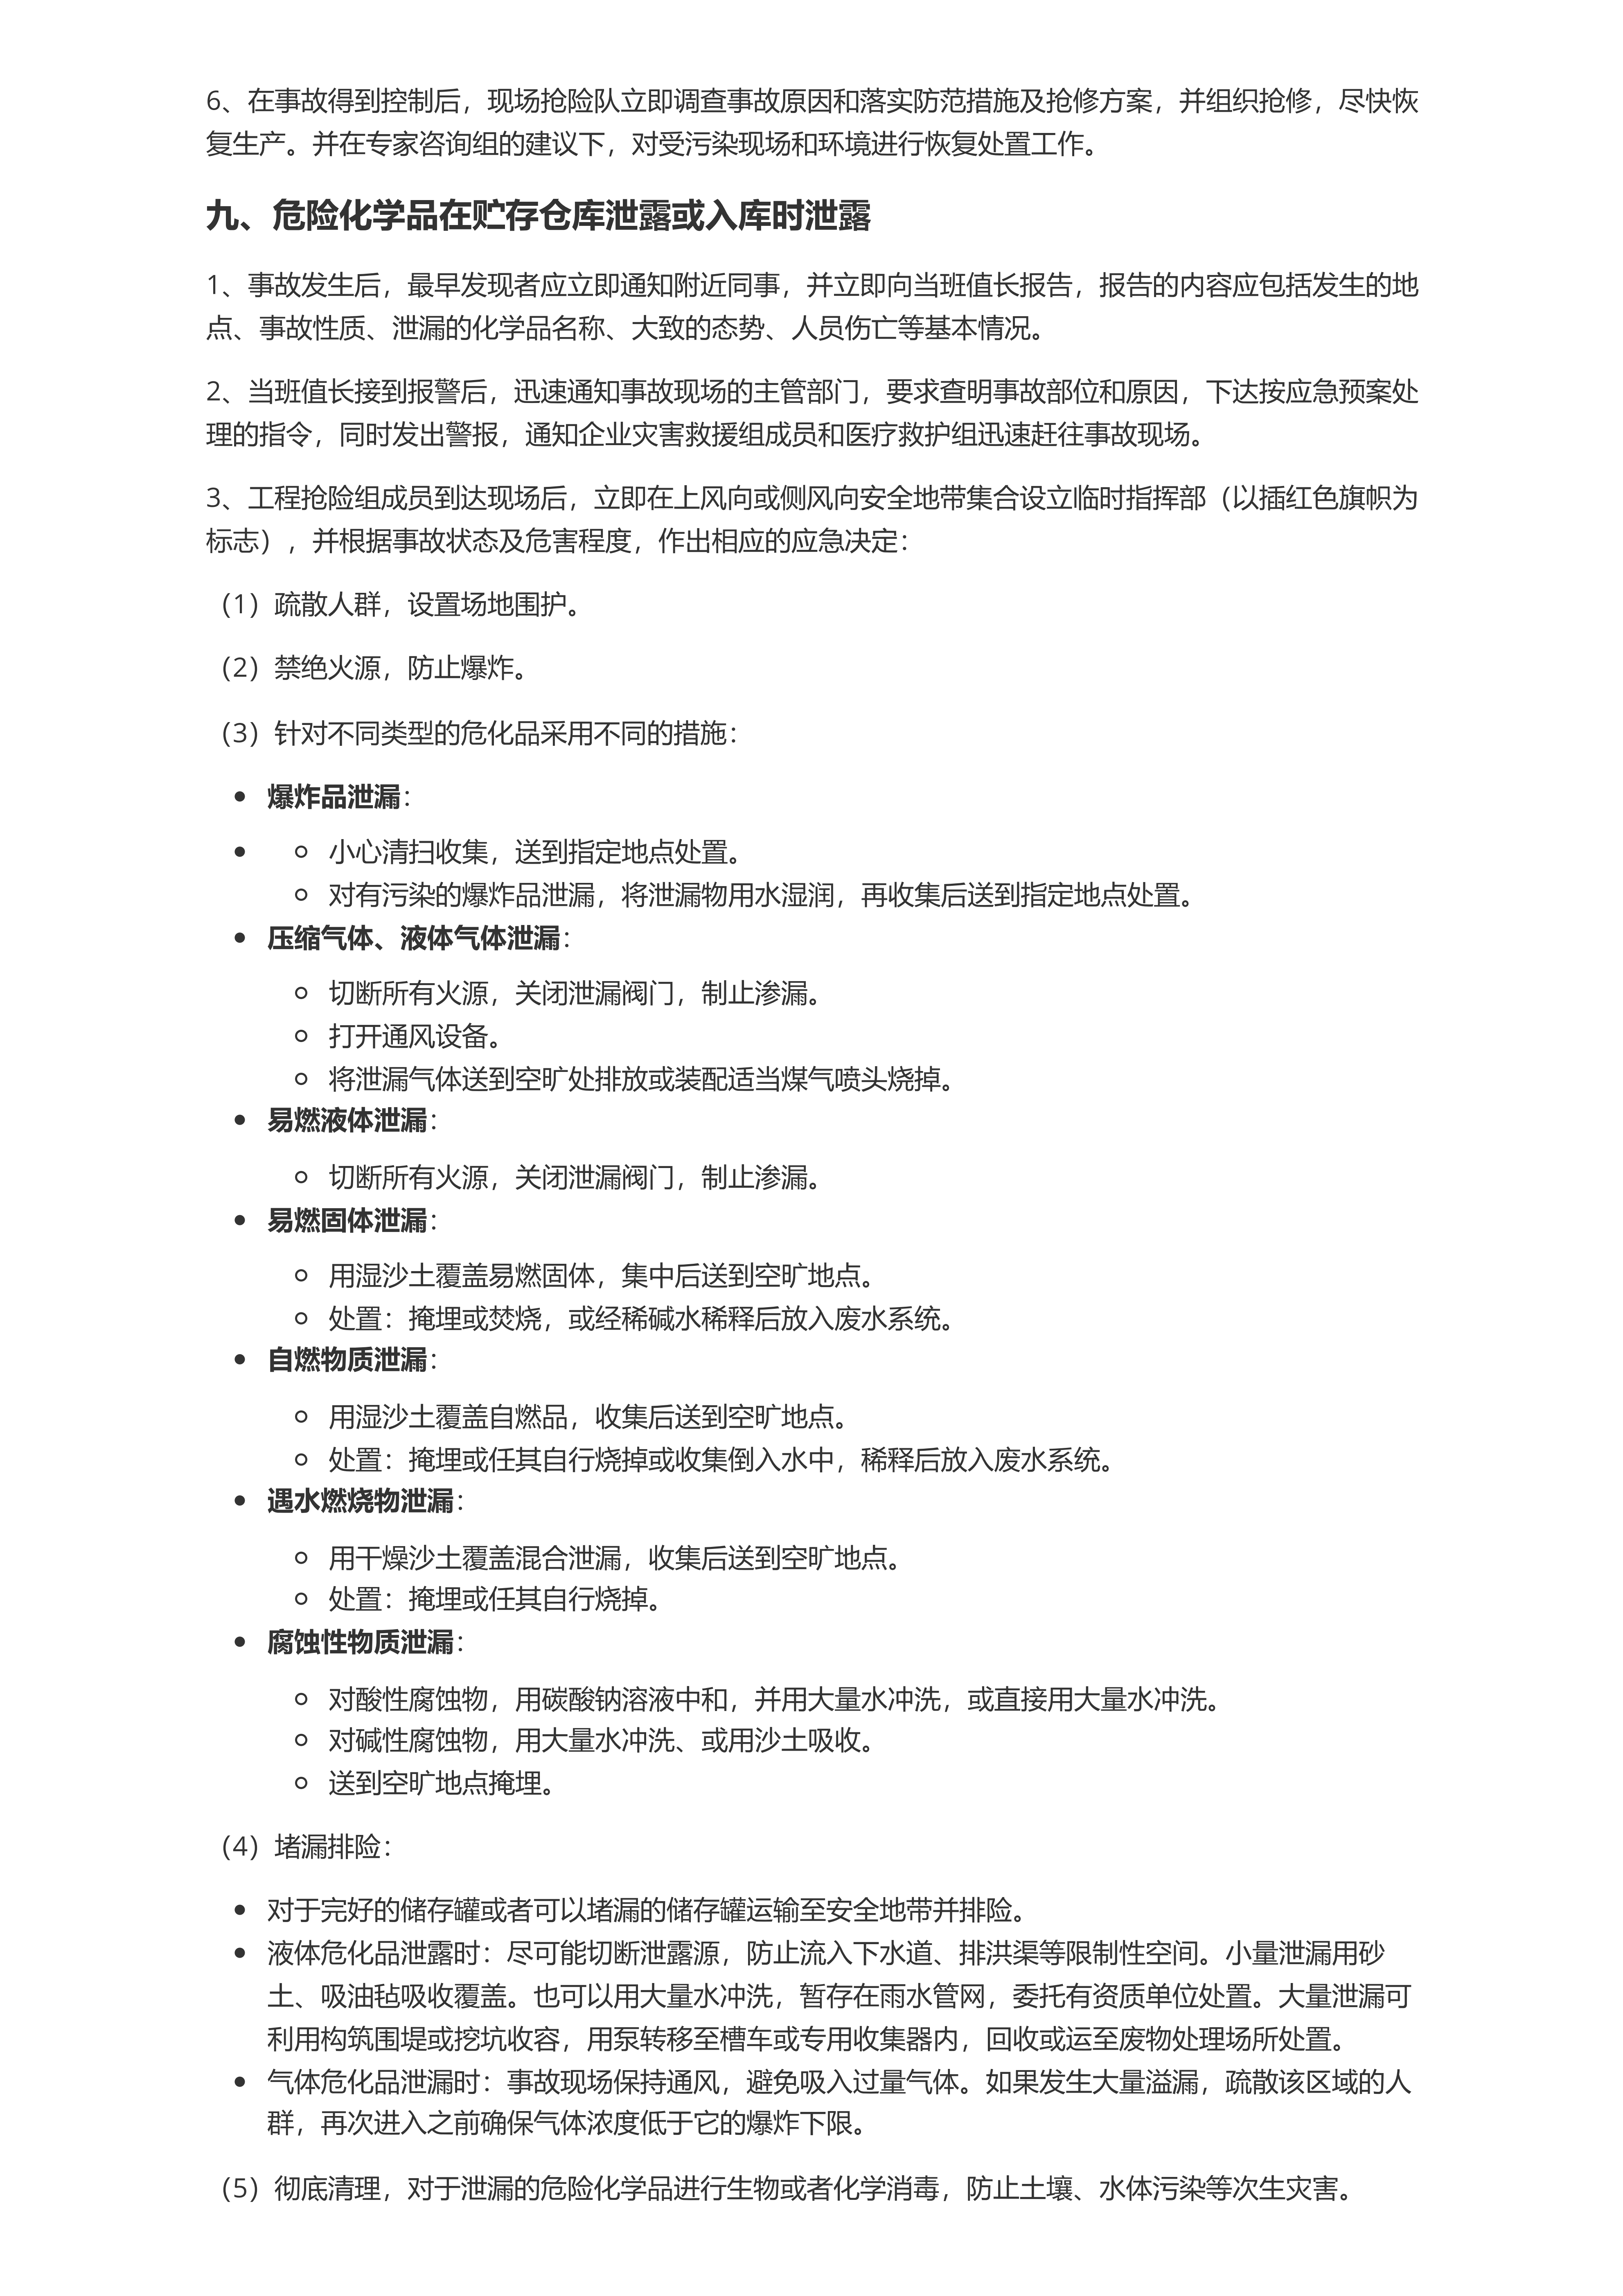 6、在事故得到控制后，现场抢险队立即调查事故原因和落实防范措施及抢修方案，并组织抢修，尽快恢
复生产。并在专家咨询组的建议下，对受污染现场和环境进行恢复处置工作。
九、危险化学品在贮存仓库泄露或入库时泄露
1、事故发生后，最早发现者应立即通知附近同事，并立即向当班值长报告，报告的内容应包括发生的地
点、事故性质、泄漏的化学品名称、大致的态势、人员伤亡等基本情况。
2、当班值长接到报警后，迅速通知事故现场的主管部门，要求查明事故部位和原因，下达按应急预案处
理的指令，同时发出警报，通知企业灾害救援组成员和医疗救护组迅速赶往事故现场。
3、工程抢险组成员到达现场后，立即在上风向或侧风向安全地带集合设立临时指挥部（以插红色旗帜为
标志），并根据事故状态及危害程度，作出相应的应急决定：
（1）疏散人群，设置场地围护。
（2）禁绝火源，防止爆炸。
（3）针对不同类型的危化品采用不同的措施：
爆炸品泄漏：
小心清扫收集，送到指定地点处置。
对有污染的爆炸品泄漏，将泄漏物用水湿润，再收集后送到指定地点处置。
压缩气体、液体气体泄漏：
切断所有火源，关闭泄漏阀门，制止渗漏。
打开通风设备。
将泄漏气体送到空旷处排放或装配适当煤气喷头烧掉。
易燃液体泄漏：
切断所有火源，关闭泄漏阀门，制止渗漏。
易燃固体泄漏：
用湿沙土覆盖易燃固体，集中后送到空旷地点。
处置：掩埋或焚烧，或经稀碱水稀释后放入废水系统。
自燃物质泄漏：
用湿沙土覆盖自燃品，收集后送到空旷地点。
处置：掩埋或任其自行烧掉或收集倒入水中，稀释后放入废水系统。
遇水燃烧物泄漏：
用干燥沙土覆盖混合泄漏，收集后送到空旷地点。
处置：掩埋或任其自行烧掉。
腐蚀性物质泄漏：
对酸性腐蚀物，用碳酸钠溶液中和，并用大量水冲洗，或直接用大量水冲洗。
对碱性腐蚀物，用大量水冲洗、或用沙土吸收。
送到空旷地点掩埋。
（4）堵漏排险：
对于完好的储存罐或者可以堵漏的储存罐运输至安全地带并排险。
液体危化品泄露时：尽可能切断泄露源，防止流入下水道、排洪渠等限制性空间。小量泄漏用砂
土、吸油毡吸收覆盖。也可以用大量水冲洗，暂存在雨水管网，委托有资质单位处置。大量泄漏可
利用构筑围堤或挖坑收容，用泵转移至槽车或专用收集器内，回收或运至废物处理场所处置。
气体危化品泄漏时：事故现场保持通风，避免吸入过量气体。如果发生大量溢漏，疏散该区域的人
群，再次进入之前确保气体浓度低于它的爆炸下限。
（5）彻底清理，对于泄漏的危险化学品进行生物或者化学消毒，防止土壤、水体污染等次生灾害。